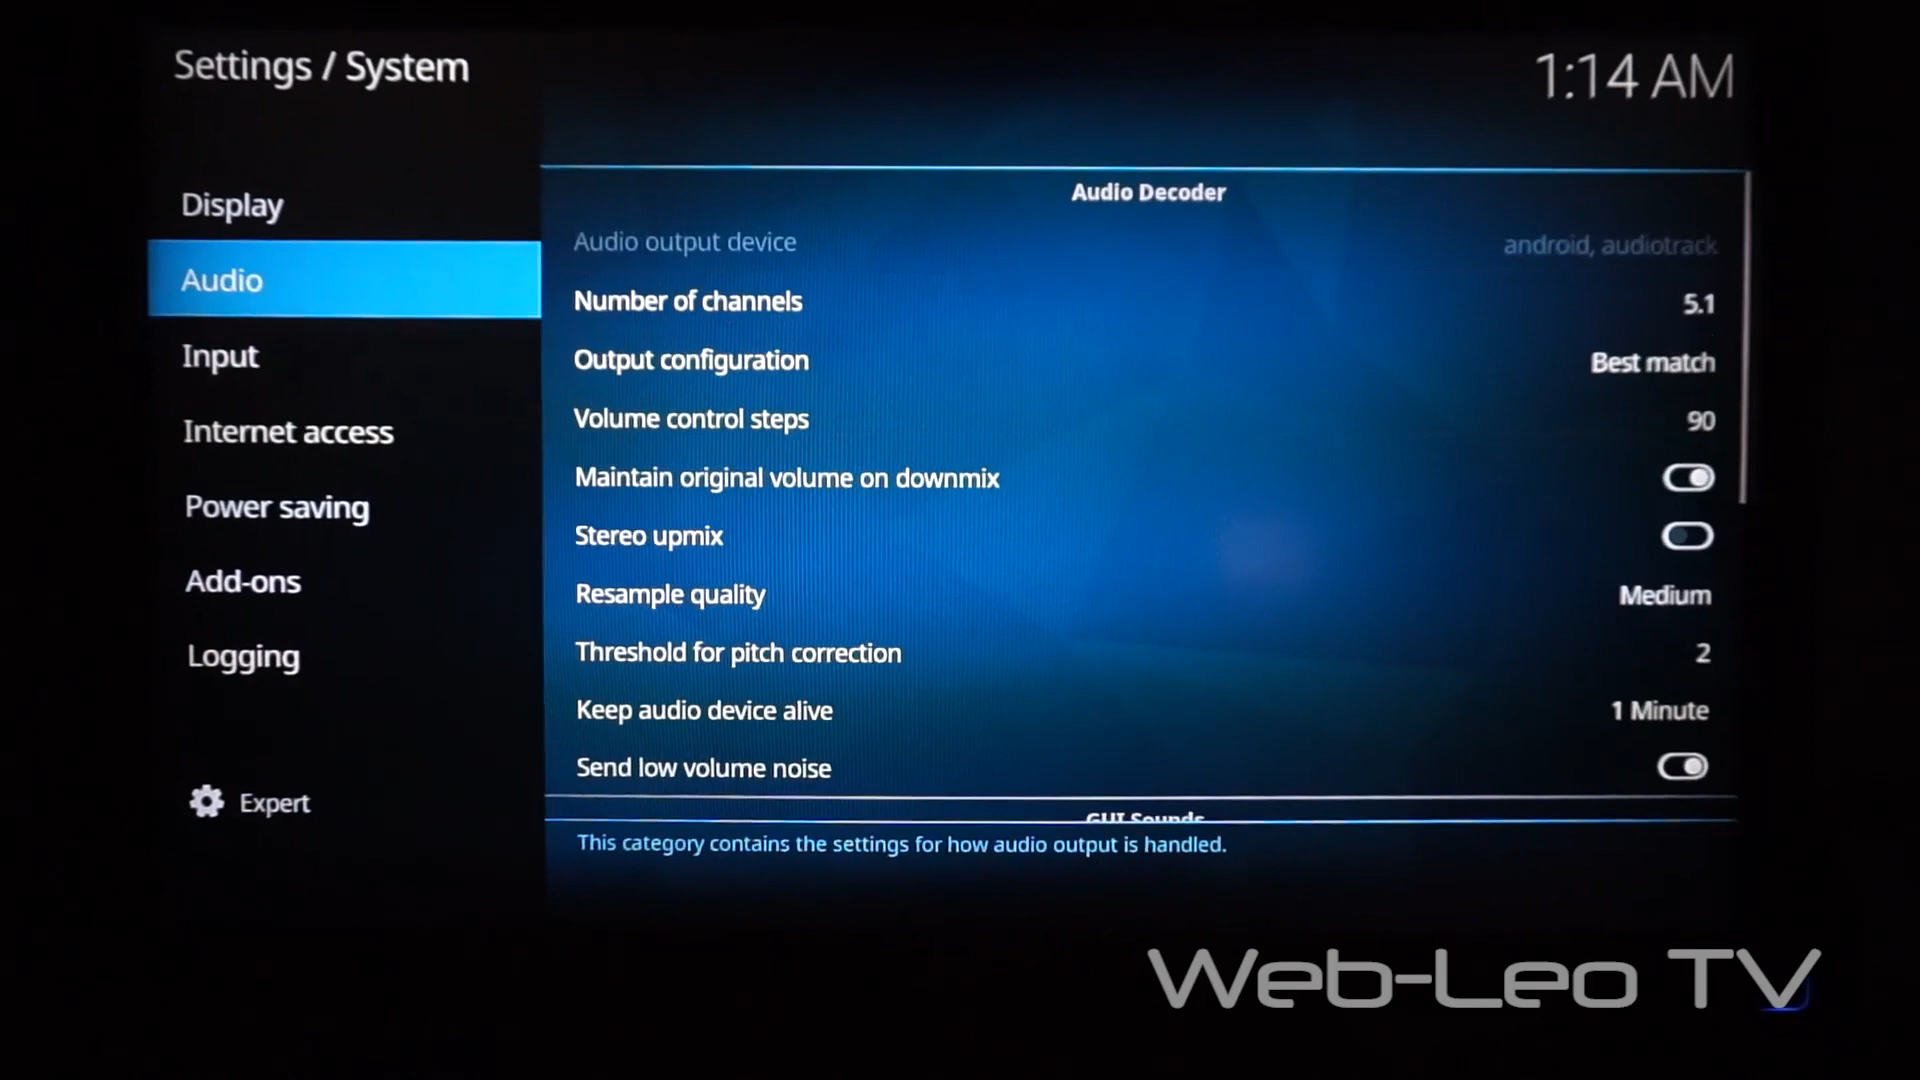 Settings / System
1:14 AM
Display
Audio
Input
Internet access
Power saving
Add-ons
Logging
Expert
Audio Decoder
Audio output device
android, audiotrack
Number of channels
5.1
Output configuration
Best match
Volume control steps
90
Maintain original volume on downmix
Stereo upmix
Resample quality
Medium
Threshold for pitch correction
2
Keep audio device alive
1 Minute
Send low volume noise
GUI Sounds
This category contains the settings for how audio output is handled.
Web-Leo TV